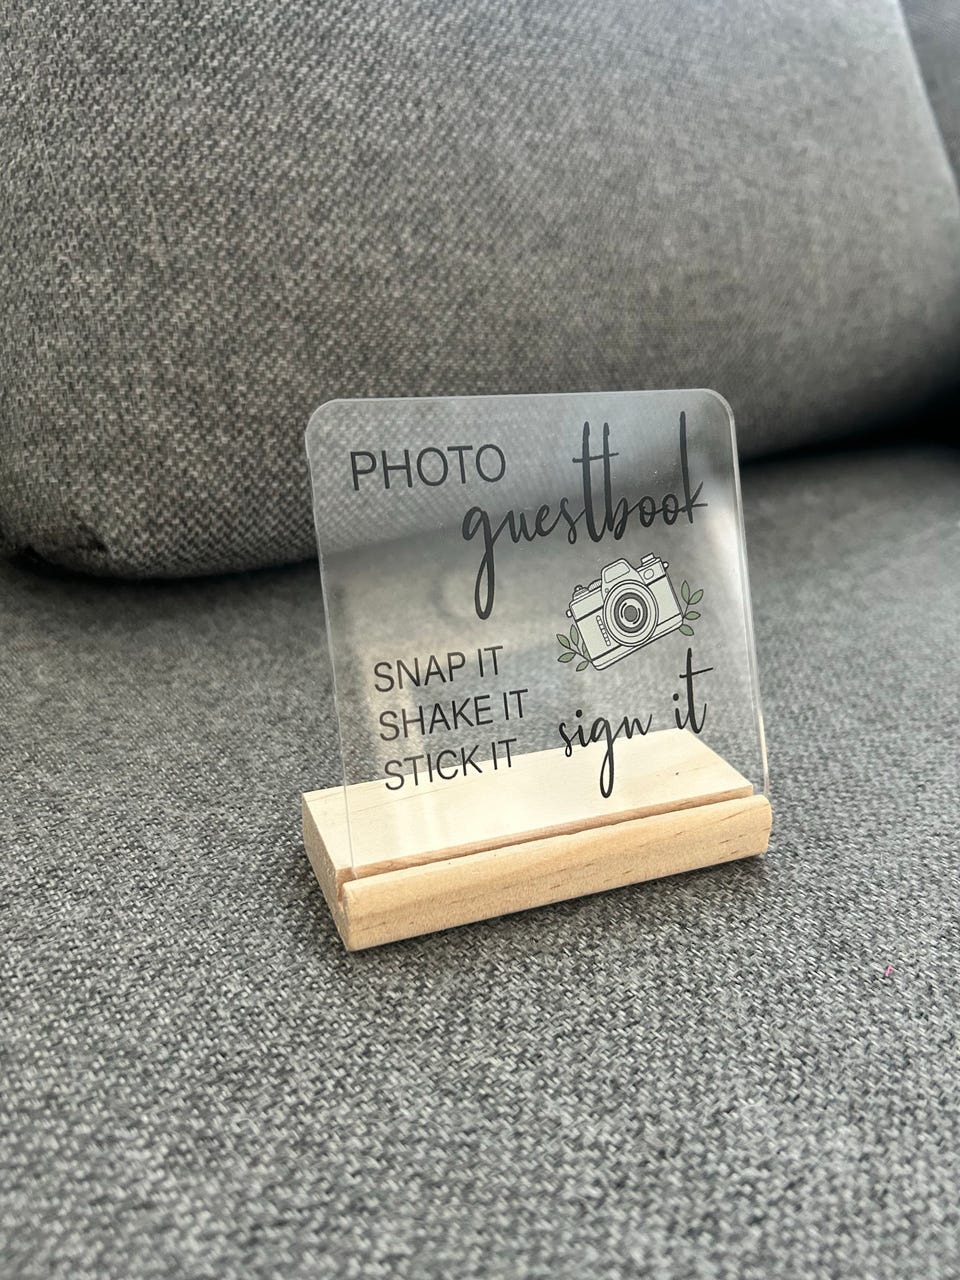 PHOTO
guestbook
SNAP IT
SHAKE IT
STICK IT
sign it